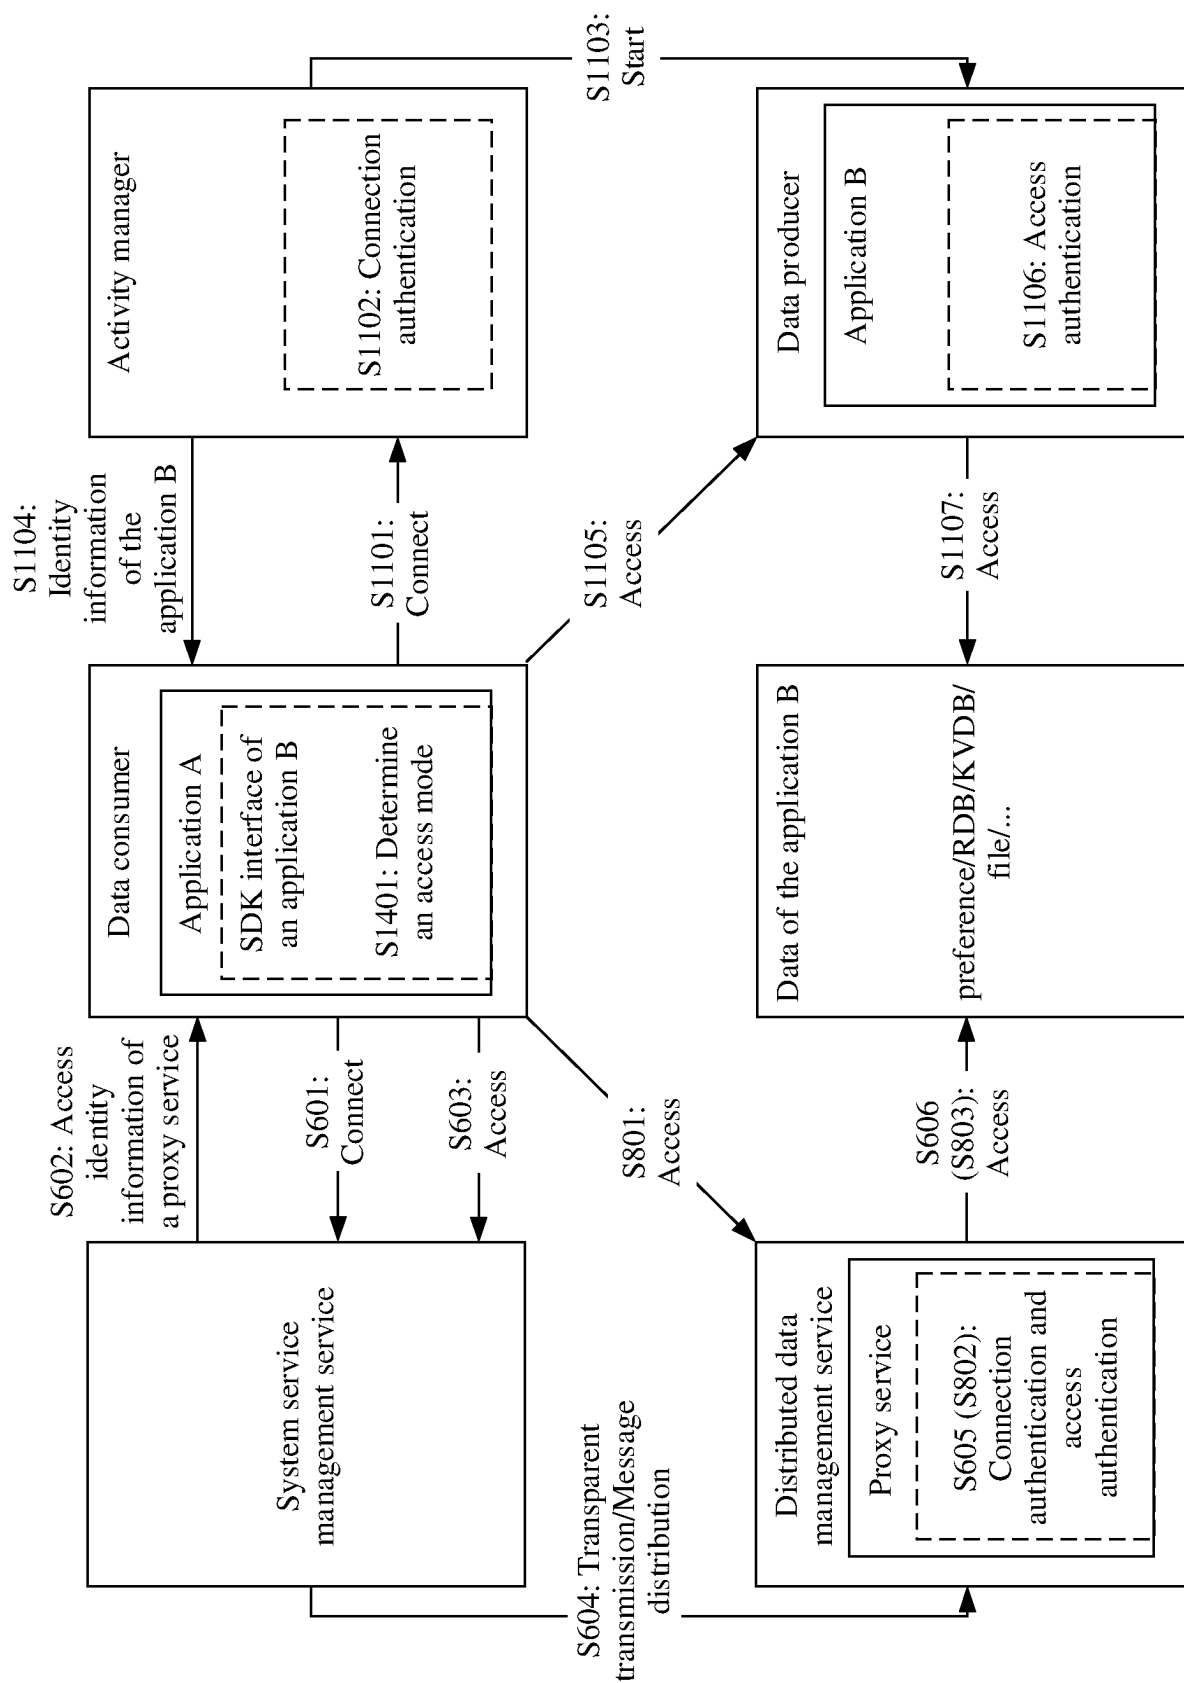 S602: Access
identity
information of
a proxy service
S1104:
Identity
information
of the
application B
System service
management service
S601:
Connect
S603:
Access
Data consumer
Application A
SDK interface of
an application B
S1401: Determine
an access mode
S1101:
Connect
Activity manager
S1102: Connection
authentication
S604: Transparent
transmission/Message
distribution
S801:
Access
S1105:
Access
S1103:
Start
Distributed data
management service
Proxy service
S605 (S802):
Connection
authentication and
access
authentication
S606
(S803):
Access
Data of the application B
preference/RDB/KVDB/
file/...
S1107:
Access
Data producer
Application B
S1106: Access
authentication